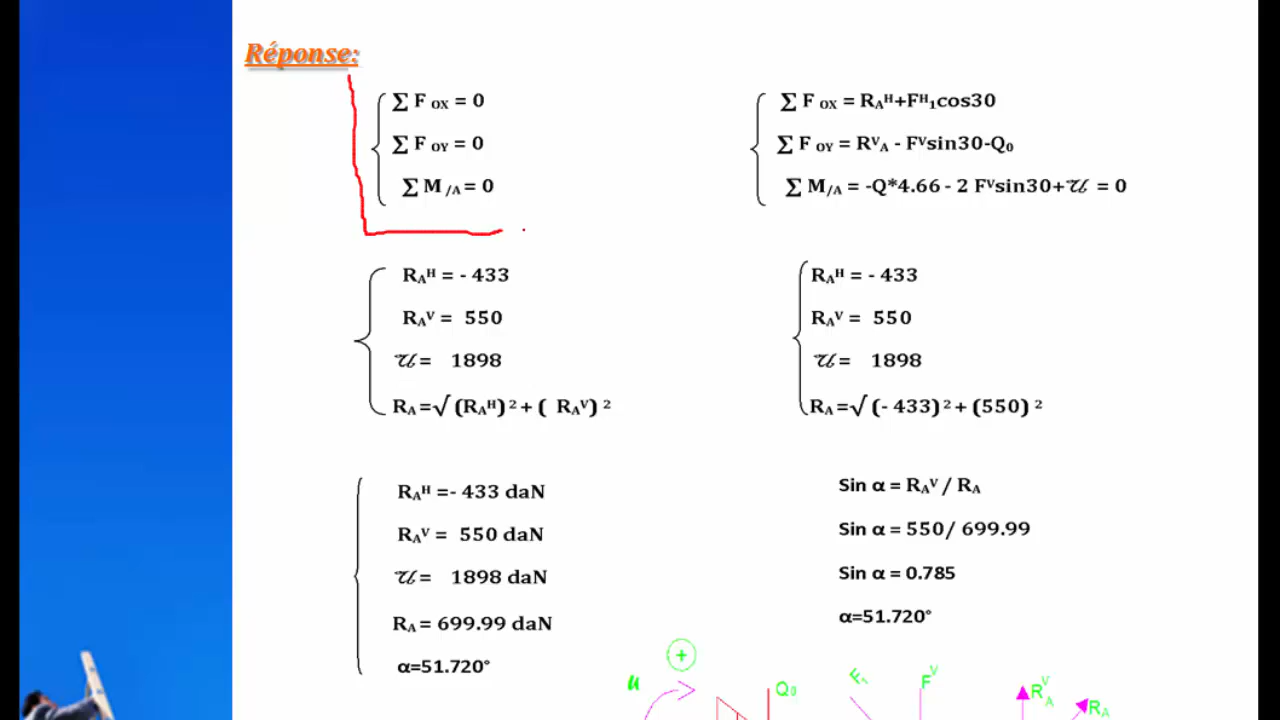 Réponse:
∑ F OX = 0
∑ F OY = 0
∑ M /A = 0
∑ F OX = RAᴴ+Fᴴ₁cos30
∑ F OY = Rⱽ_A - Fⱽsin30-Q₀
∑ M/A = -Q*4.66 - 2 Fⱽsin30+𝒰 = 0
RAᴴ = - 433
RAⱽ = 550
𝒰 = 1898
RA =√ (RAᴴ) ² + ( RAⱽ) ²
RAᴴ = - 433
RAⱽ = 550
𝒰 = 1898
RA =√ (- 433) ² + (550) ²
RAᴴ =- 433 daN
RAⱽ = 550 daN
𝒰 = 1898 daN
RA = 699.99 daN
α=51.720°
Sin α = RAⱽ / RA
Sin α = 550/ 699.99
Sin α = 0.785
α=51.720°
+
u
Q₀
F₁
Fⱽ
Rⱽ_A
RA